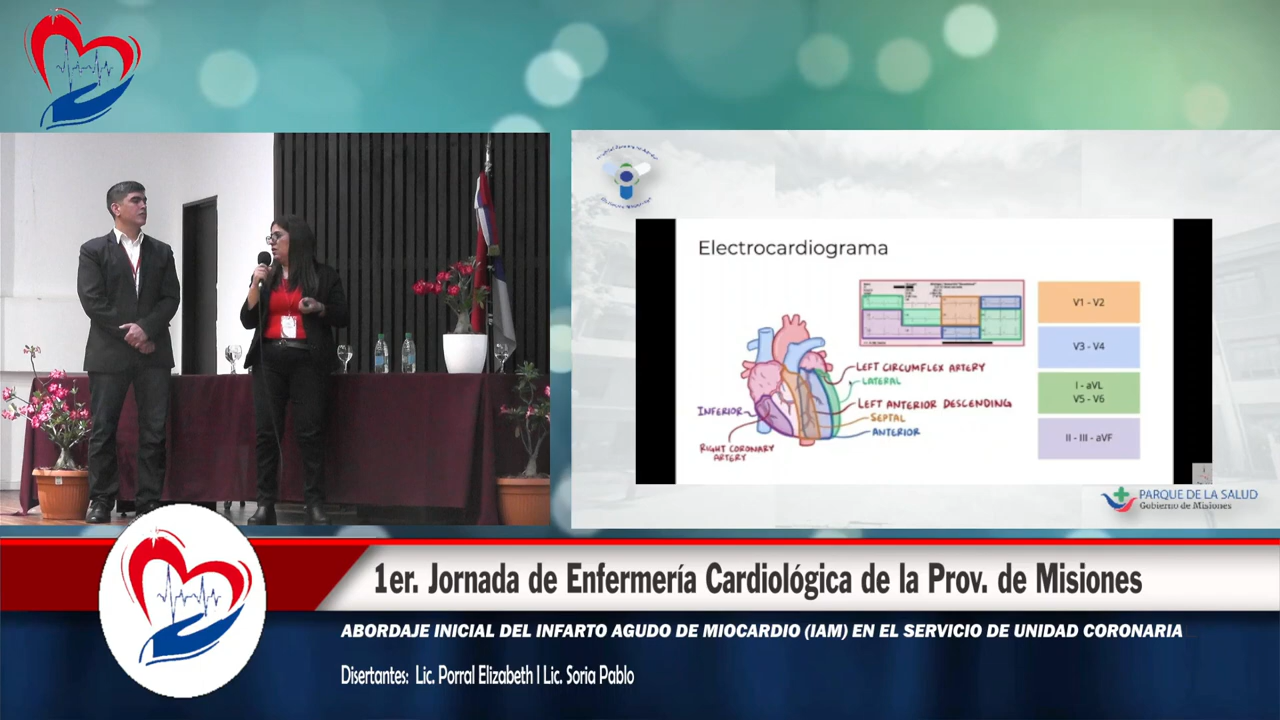 Electrocardiograma
V1 - V2
V3 - V4
I - aVL
V5 - V6
II - III - aVF
LEFT CIRCUMFLEX ARTERY
LATERAL
LEFT ANTERIOR DESCENDING
SEPTAL
ANTERIOR
INFERIOR
RIGHT CORONARY
ARTERY
PARQUE DE LA SALUD
Gobierno de Misiones
1er. Jornada de Enfermería Cardiológica de la Prov. de Misiones
ABORDAJE INICIAL DEL INFARTO AGUDO DE MIOCARDIO (IAM) EN EL SERVICIO DE UNIDAD CORONARIA
Disertantes: Lic. Porral Elizabeth I Lic. Soria Pablo